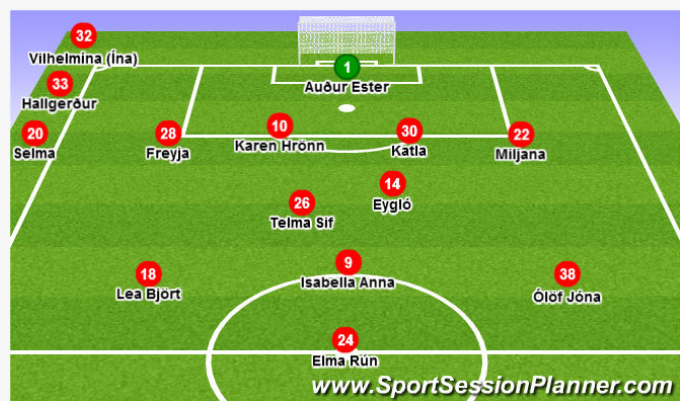 32
Vilhelmína (Ína)
33
Hallgerður
20
Selma
1
Auður Ester
28
Freyja
10
Karen Hrönn
30
Katla
22
Miljana
14
Eygló
26
Telma Sif
18
Lea Björt
9
Isabella Anna
38
Ólöf Jóna
24
Elma Rún
www.SportSessionPlanner.com